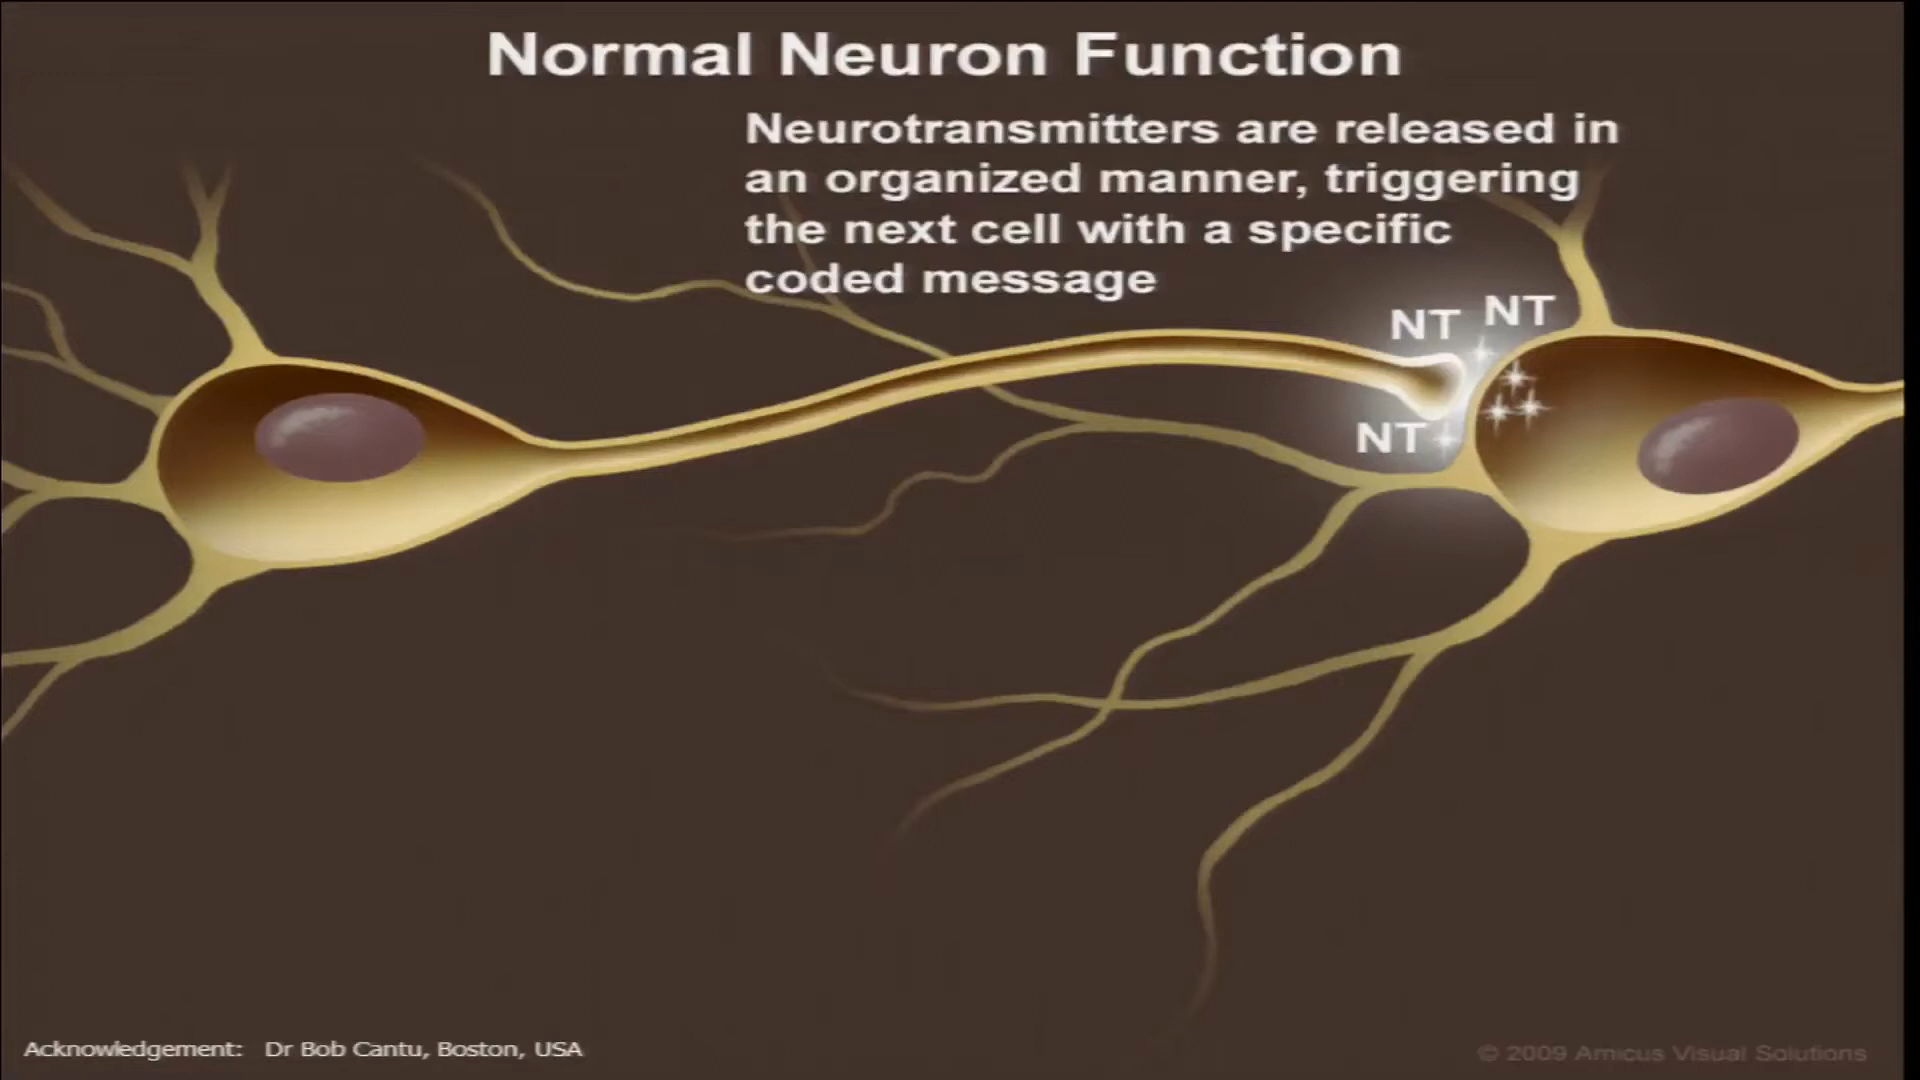 Normal Neuron Function
Neurotransmitters are released in
an organized manner, triggering
the next cell with a specific
coded message
NT NT
NT
Acknowledgement: Dr Bob Cantu, Boston, USA
© 2009 Amicus Visual Solutions